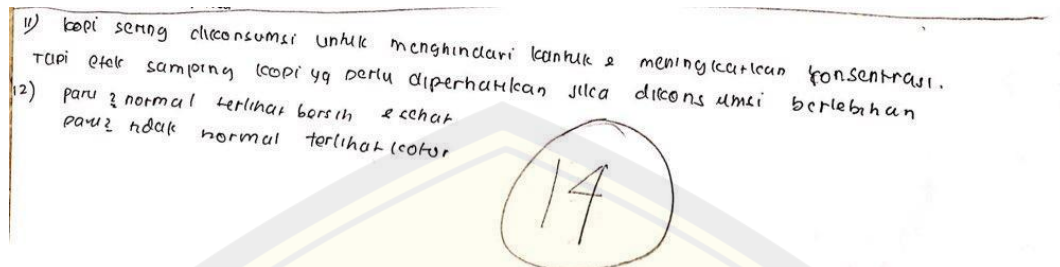 11) kopi sering dikonsumsi untuk menghindari kantuk & meningkatkan konsentrasi.
Tapi efek samping kopi yg perlu diperhatikan jika dikonsumsi berlebihan
12) paru2 normal terlihat bersih & sehat
paru2 tidak normal terlihat kotor
14